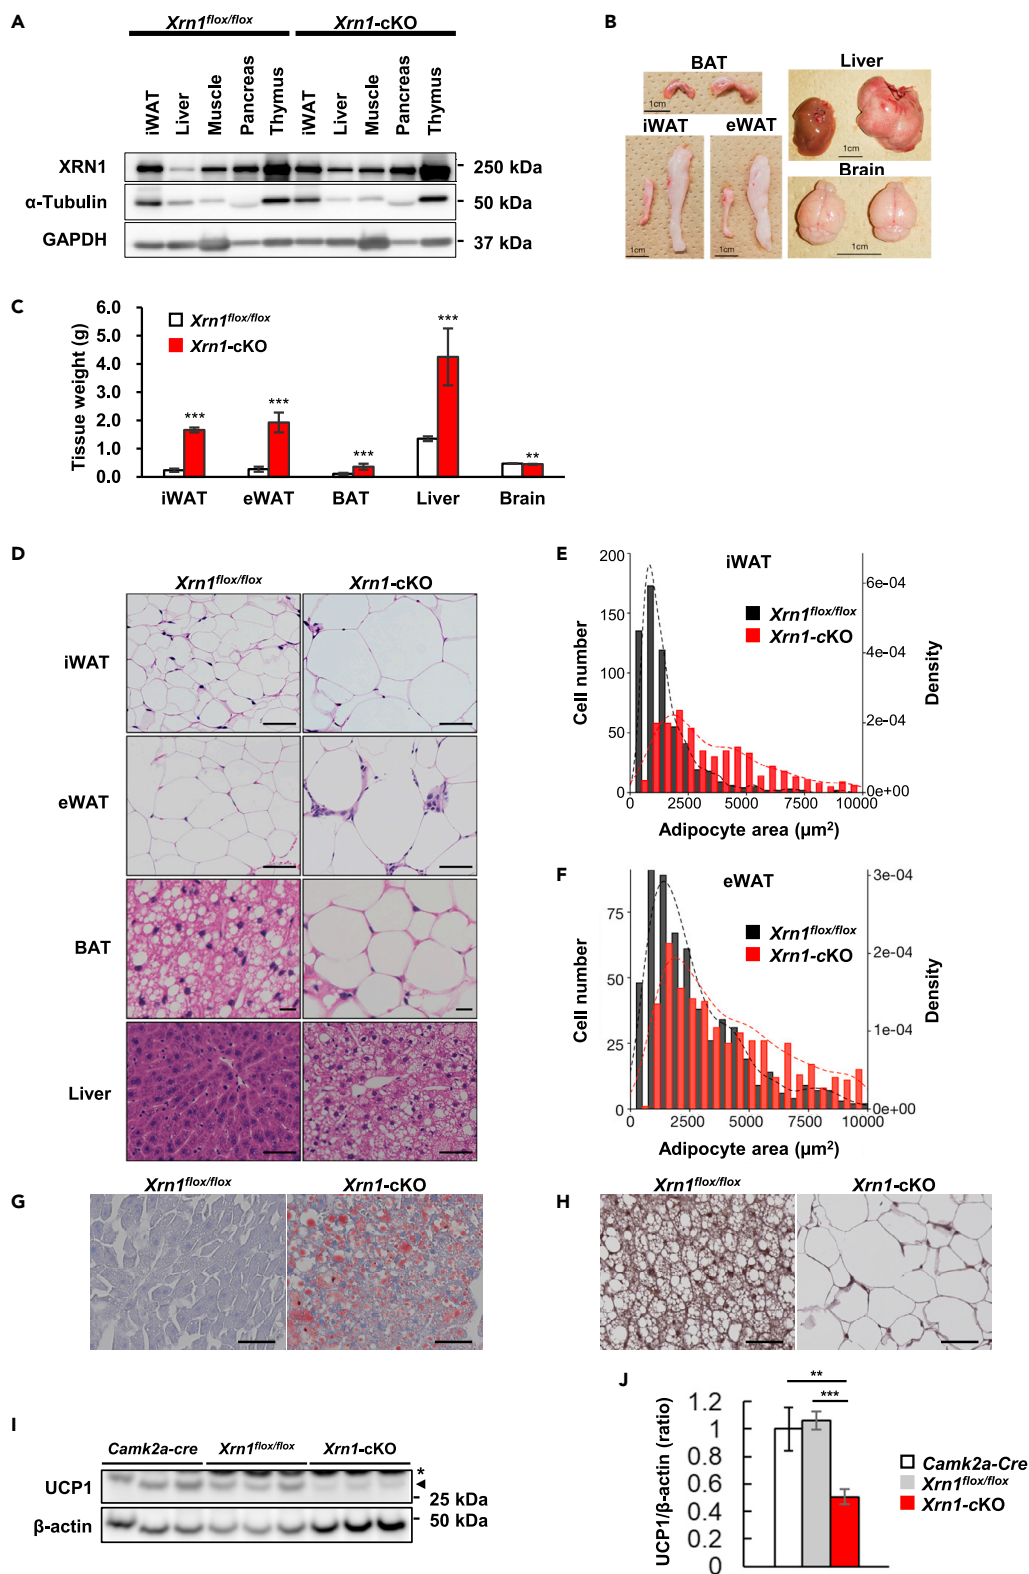 A
Xrn1flox/flox Xrn1-cKO
iWAT Liver Muscle Pancreas Thymus iWAT Liver Muscle Pancreas Thymus
XRN1 - 250 kDa
α-Tubulin - 50 kDa
GAPDH - 37 kDa
B
BAT
1cm
iWAT eWAT
1cm 1cm
Liver
1cm
Brain
1cm
C
Tissue weight (g)
6.0
5.0
4.0
3.0
2.0
1.0
0.0
Xrn1flox/flox
Xrn1-cKO
*** *** *** *** **
iWAT eWAT BAT Liver Brain
D
Xrn1flox/flox Xrn1-cKO
iWAT
eWAT
BAT
Liver
E
iWAT
Cell number
200
150
100
50
0
Xrn1flox/flox
Xrn1-cKO
6e-04
4e-04
2e-04
0e+00
Density
0 2500 5000 7500 10000
Adipocyte area (µm²)
F
eWAT
Cell number
75
50
25
0
Xrn1flox/flox
Xrn1-cKO
3e-04
2e-04
1e-04
0e+00
Density
0 2500 5000 7500 10000
Adipocyte area (µm²)
G
Xrn1flox/flox Xrn1-cKO
H
Xrn1flox/flox Xrn1-cKO
I
Camk2a-cre Xrn1flox/flox Xrn1-cKO
UCP1 *
- 25 kDa
β-actin - 50 kDa
J
UCP1/β-actin (ratio)
1.2
1
0.8
0.6
0.4
0.2
0
**
***
Camk2a-Cre
Xrn1flox/flox
Xrn1-cKO